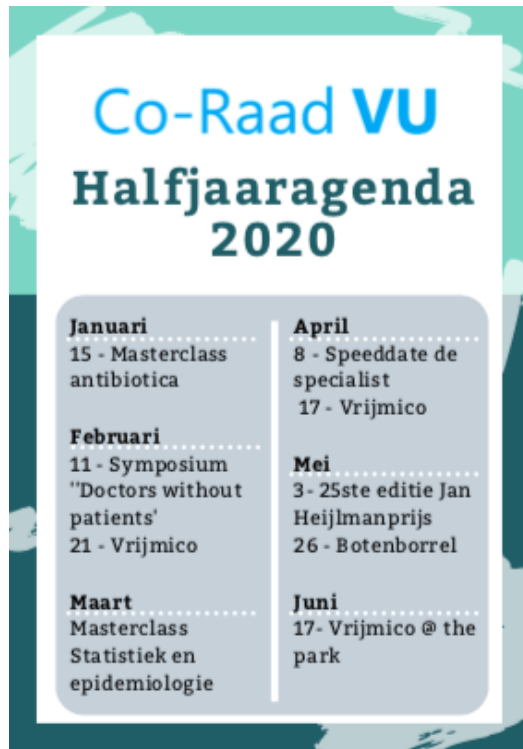 Co-Raad VU
Halfjaaragenda
2020
Januari
15 - Masterclass
antibiotica
Februari
11 - Symposium
"Doctors without
patients'
21 - Vrijmico
Maart
Masterclass
Statistiek en
epidemiologie
April
8 - Speeddate de
specialist
17 - Vrijmico
Mei
3- 25ste editie Jan
Heijlmanprijs
26 - Botenborrel
Juni
17- Vrijmico @ the
park